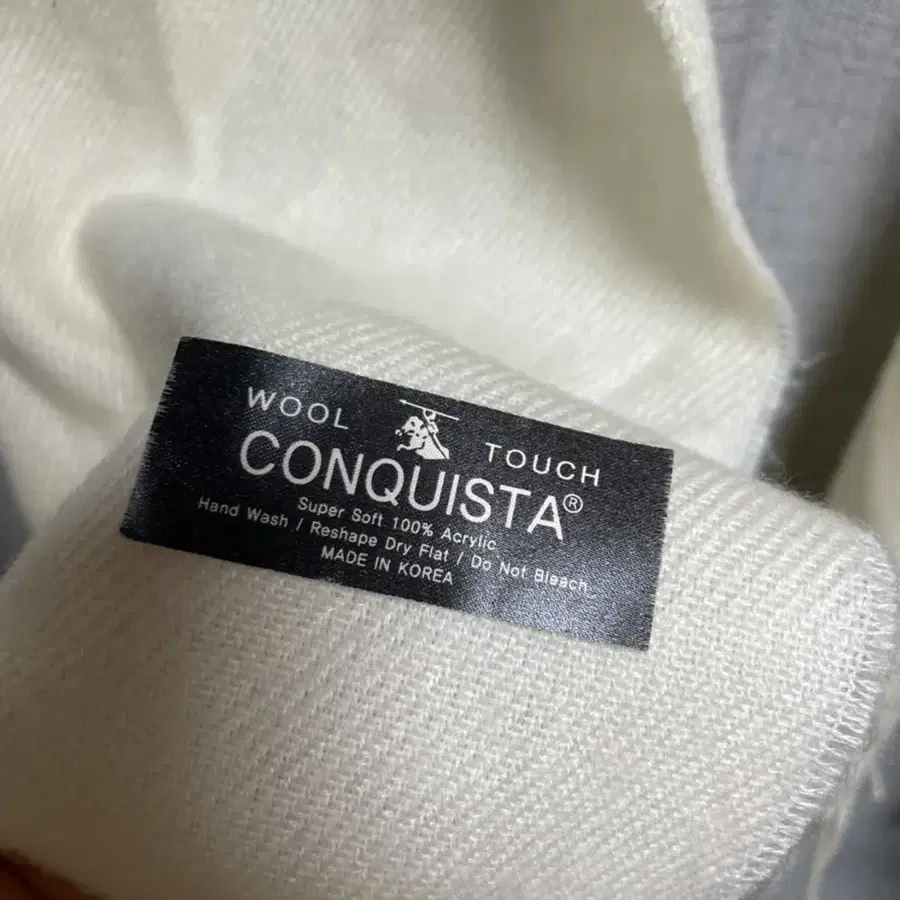 WOOL TOUCH
CONQUISTA®
Super Soft 100% Acrylic
Hand Wash / Reshape Dry Flat / Do Not Bleach
MADE IN KOREA